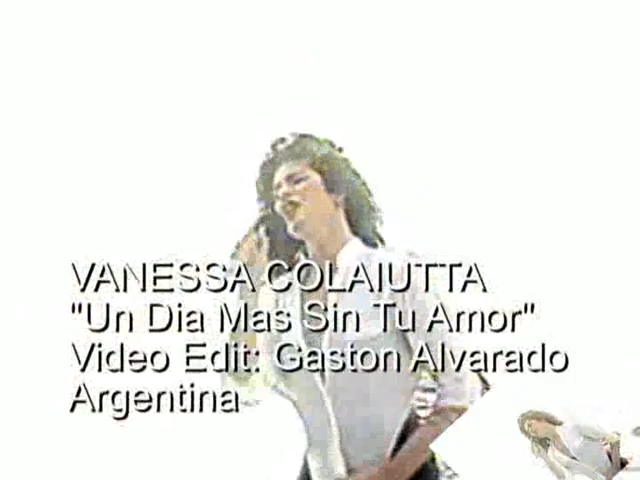 VANESSA COLAIUTTA
"Un Dia Mas Sin Tu Amor"
Video Edit: Gaston Alvarado
Argentina